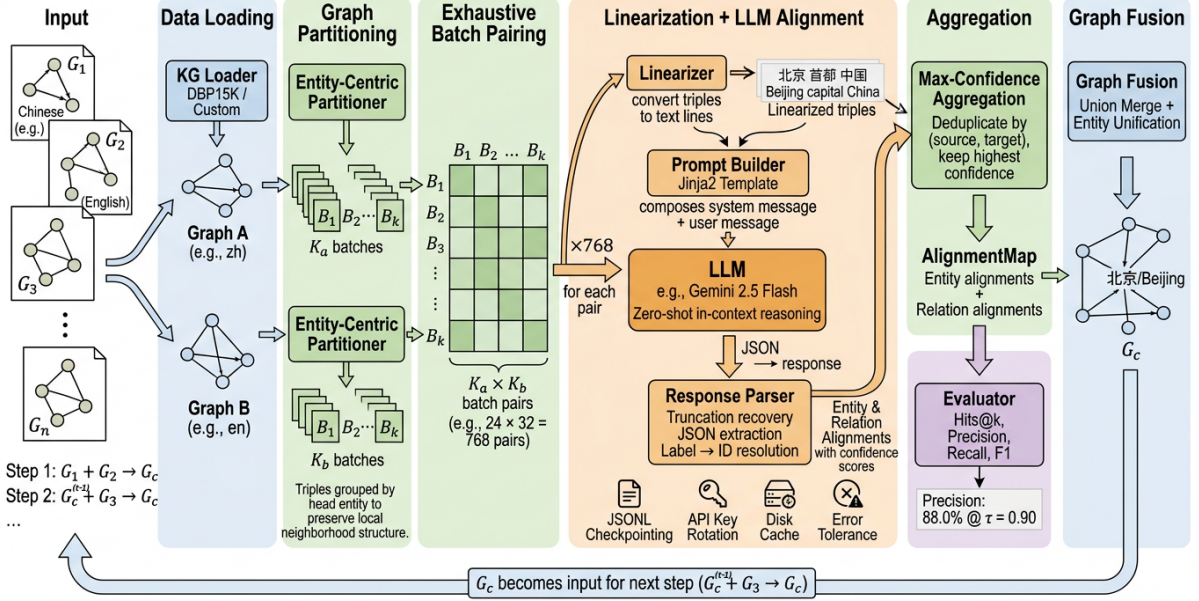 Input
G₁
Chinese
(e.g.)
G₂
(English)
G₃
Gₙ
Step 1: G₁ + G₂ → G_c
Step 2: G_c^(t-1) + G₃ → G_c
...
Data Loading
KG Loader
DBP15K /
Custom
Graph A
(e.g., zh)
Graph B
(e.g., en)
Graph
Partitioning
Entity-Centric
Partitioner
B₁ B₂ ⋯ Bₖ
Kₐ batches
Entity-Centric
Partitioner
B₁ B₂ ⋯ Bₖ
K_b batches
Triples grouped by
head entity to
preserve local
neighborhood structure.
Exhaustive
Batch Pairing
B₁ B₂ ... Bₖ
B₁
B₂
B₃
⋮
⋮
Bₖ
Kₐ × K_b
batch pairs
(e.g., 24 × 32 =
768 pairs)
×768
for each
pair
Linearization + LLM Alignment
Linearizer
convert triples
to text lines
北京 首都 中国
Beijing capital China
Linearized triples
Prompt Builder
Jinja2 Template
composes system message
+ user message
LLM
e.g., Gemini 2.5 Flash
Zero-shot in-context reasoning
JSON
→ response
Response Parser
Truncation recovery
JSON extraction
Label → ID resolution
Entity &
Relation
Alignments
with confidence
scores
JSONL
Checkpointing
API Key
Rotation
Disk
Cache
Error
Tolerance
Aggregation
Max-Confidence
Aggregation
Deduplicate by
(source, target),
keep highest
confidence
AlignmentMap
Entity alignments
+
Relation alignments
Evaluator
Hits@k,
Precision,
Recall, F1
Precision:
88.0% @ τ = 0.90
Graph Fusion
Graph Fusion
Union Merge +
Entity Unification
北京/Beijing
G_c
G_c becomes input for next step (G_c^(t-1) + G₃ → G_c)